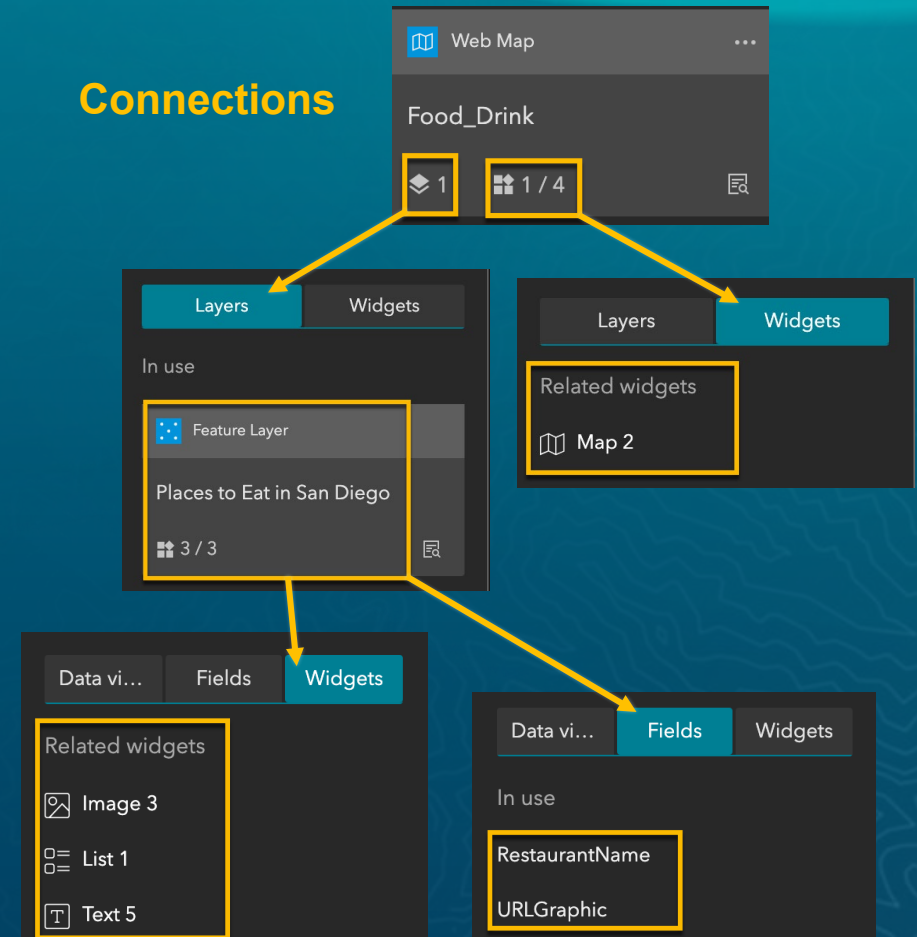 Connections
Web Map
Food_Drink
1
1 / 4
Layers
Widgets
In use
Feature Layer
Places to Eat in San Diego
3 / 3
Layers
Widgets
Related widgets
Map 2
Data vi...
Fields
Widgets
Related widgets
Image 3
List 1
T Text 5
Data vi...
Fields
Widgets
In use
RestaurantName
URLGraphic